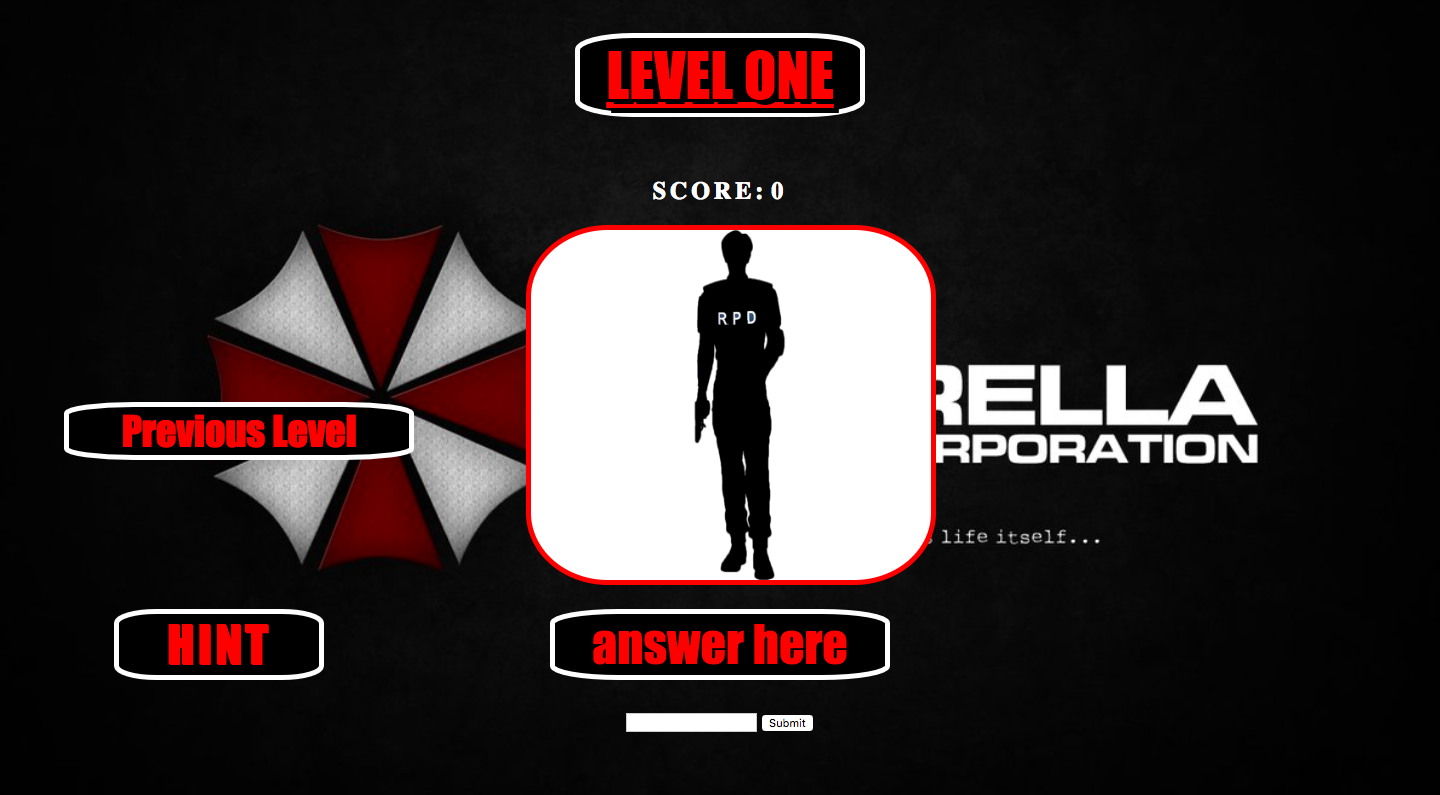 LEVEL ONE
SCORE: 0
RPD
RELLA
RPORATION
life itself...
Previous Level
HINT
answer here
Submit